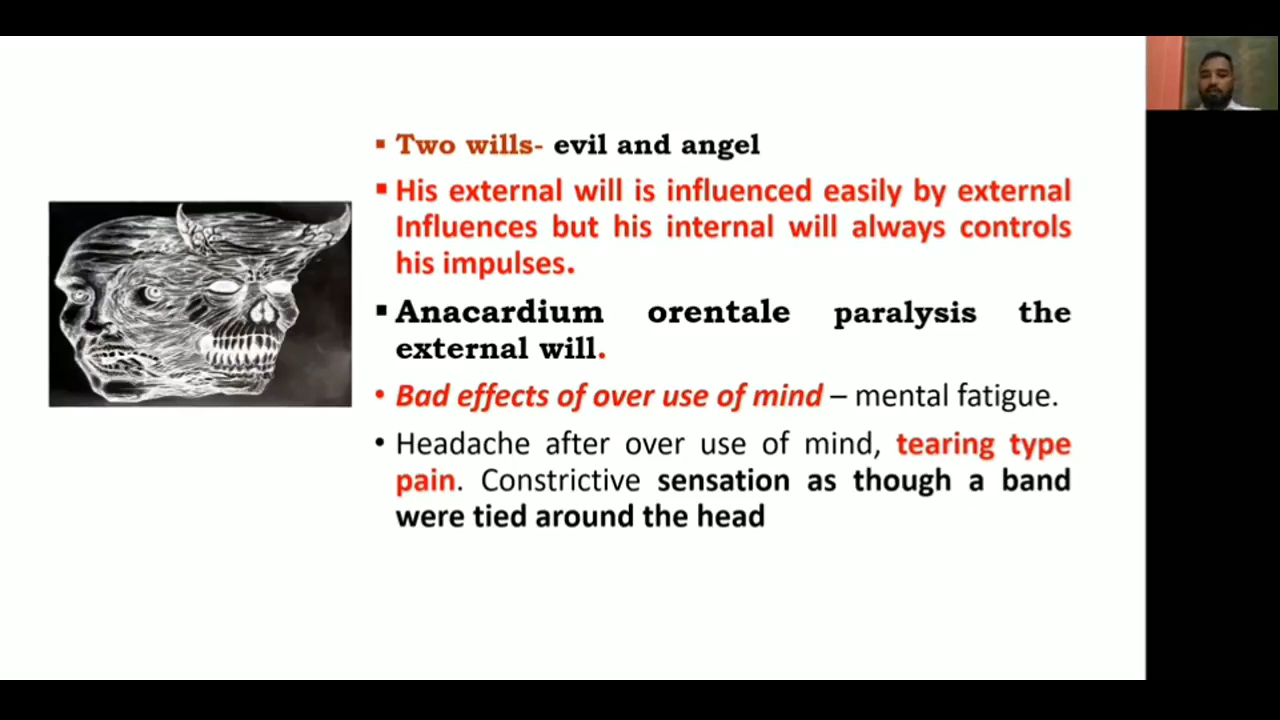 Two wills- evil and angel
His external will is influenced easily by external
Influences but his internal will always controls
his impulses.
Anacardium orentale paralysis the
external will.
Bad effects of over use of mind – mental fatigue.
Headache after over use of mind, tearing type
pain. Constrictive sensation as though a band
were tied around the head